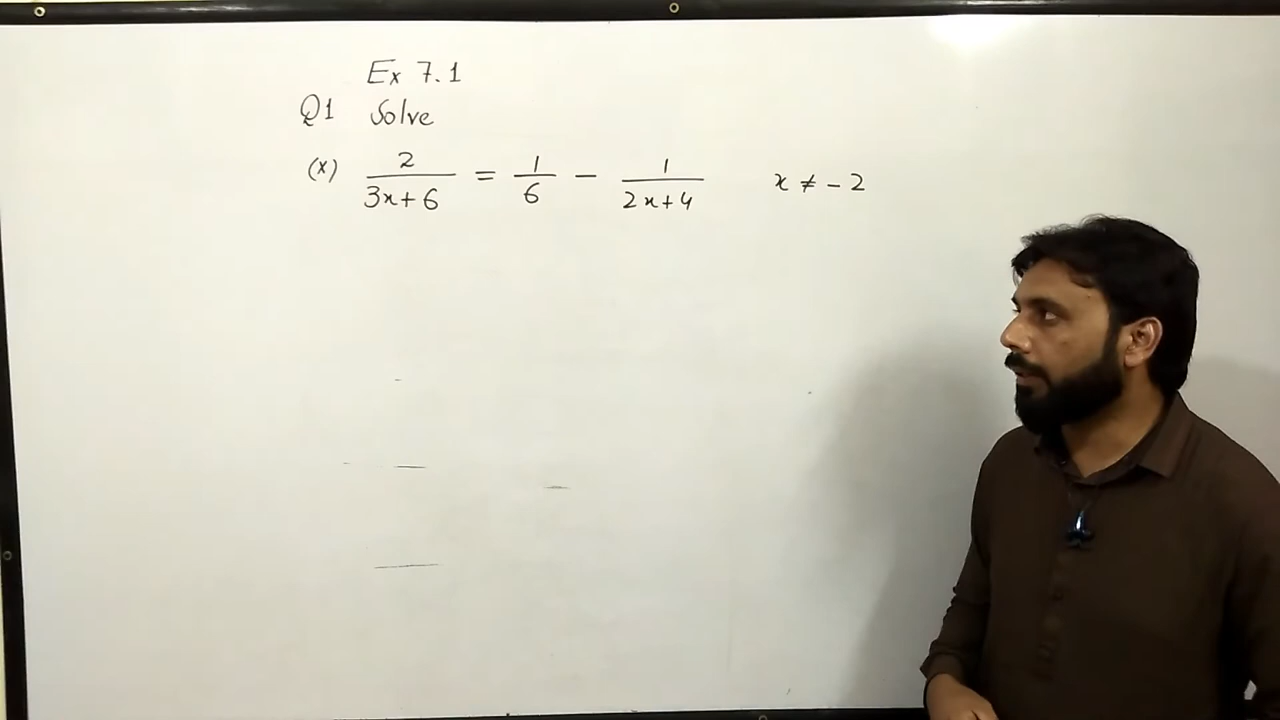 Ex 7.1
Q1 Solve
(x) 2/(3x+6) = 1/6 - 1/(2x+4) x ≠ -2